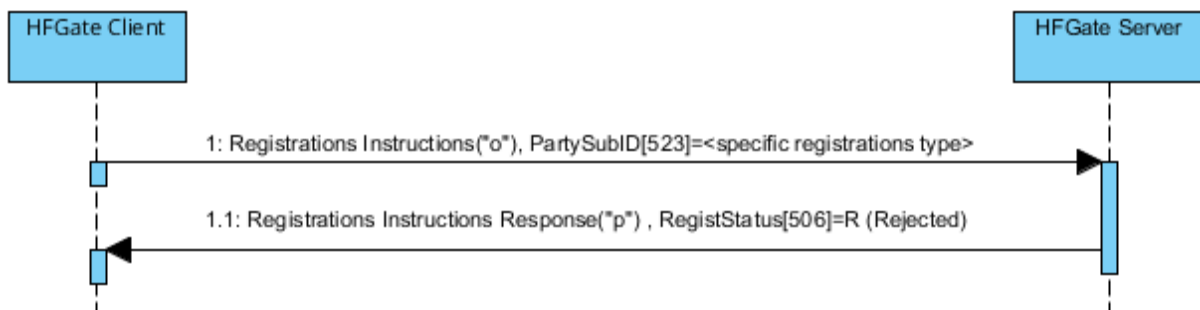 HFGate Client
HFGate Server
1: Registrations Instructions("o"), PartySubID[523]=<specific registrations type>
1.1: Registrations Instructions Response("p") , RegistStatus[506]=R (Rejected)